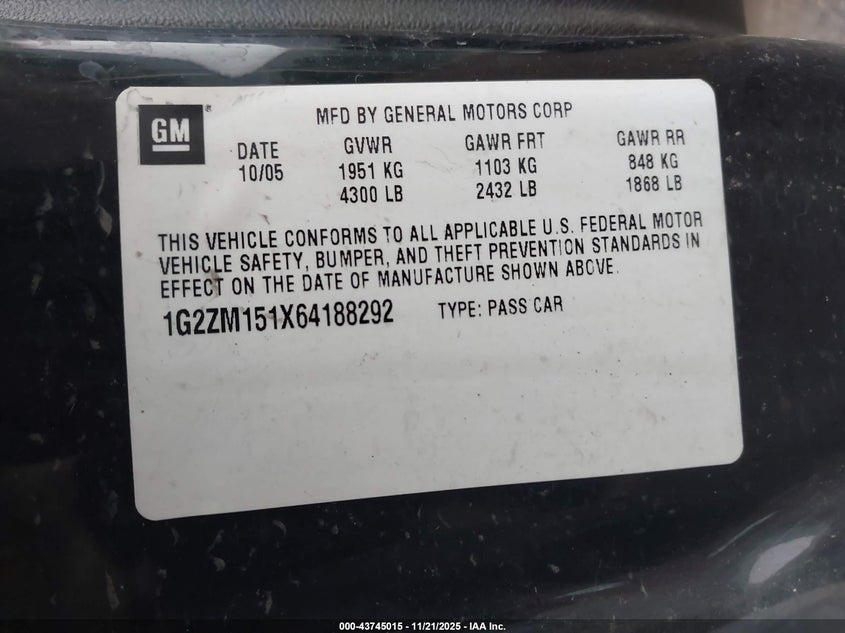 GM®
MFD BY GENERAL MOTORS CORP
DATE GVWR GAWR FRT GAWR RR
10/05 1951 KG 1103 KG 848 KG
4300 LB 2432 LB 1868 LB
THIS VEHICLE CONFORMS TO ALL APPLICABLE U.S. FEDERAL MOTOR
VEHICLE SAFETY, BUMPER, AND THEFT PREVENTION STANDARDS IN
EFFECT ON THE DATE OF MANUFACTURE SHOWN ABOVE.
1G2ZM151X64188292 TYPE: PASS CAR
000-43745015 - 11/21/2025 - IAA Inc.